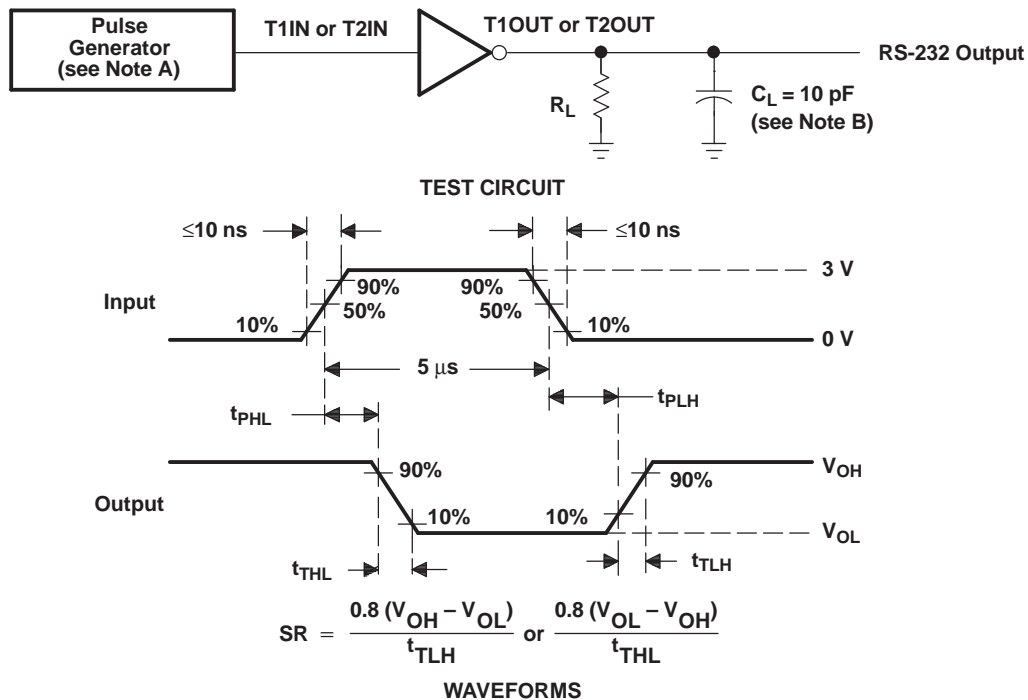 Pulse
Generator
(see Note A)
T1IN or T2IN
T1OUT or T2OUT
RS-232 Output
RL
CL = 10 pF
(see Note B)
TEST CIRCUIT
≤10 ns
≤10 ns
3 V
Input
90%
90%
50%
50%
10%
10%
0 V
5 μs
tPHL
tPLH
Output
90%
90%
VOH
10%
10%
VOL
tTHL
tTLH
SR = 0.8 (VOH – VOL) / tTLH or 0.8 (VOL – VOH) / tTHL
WAVEFORMS